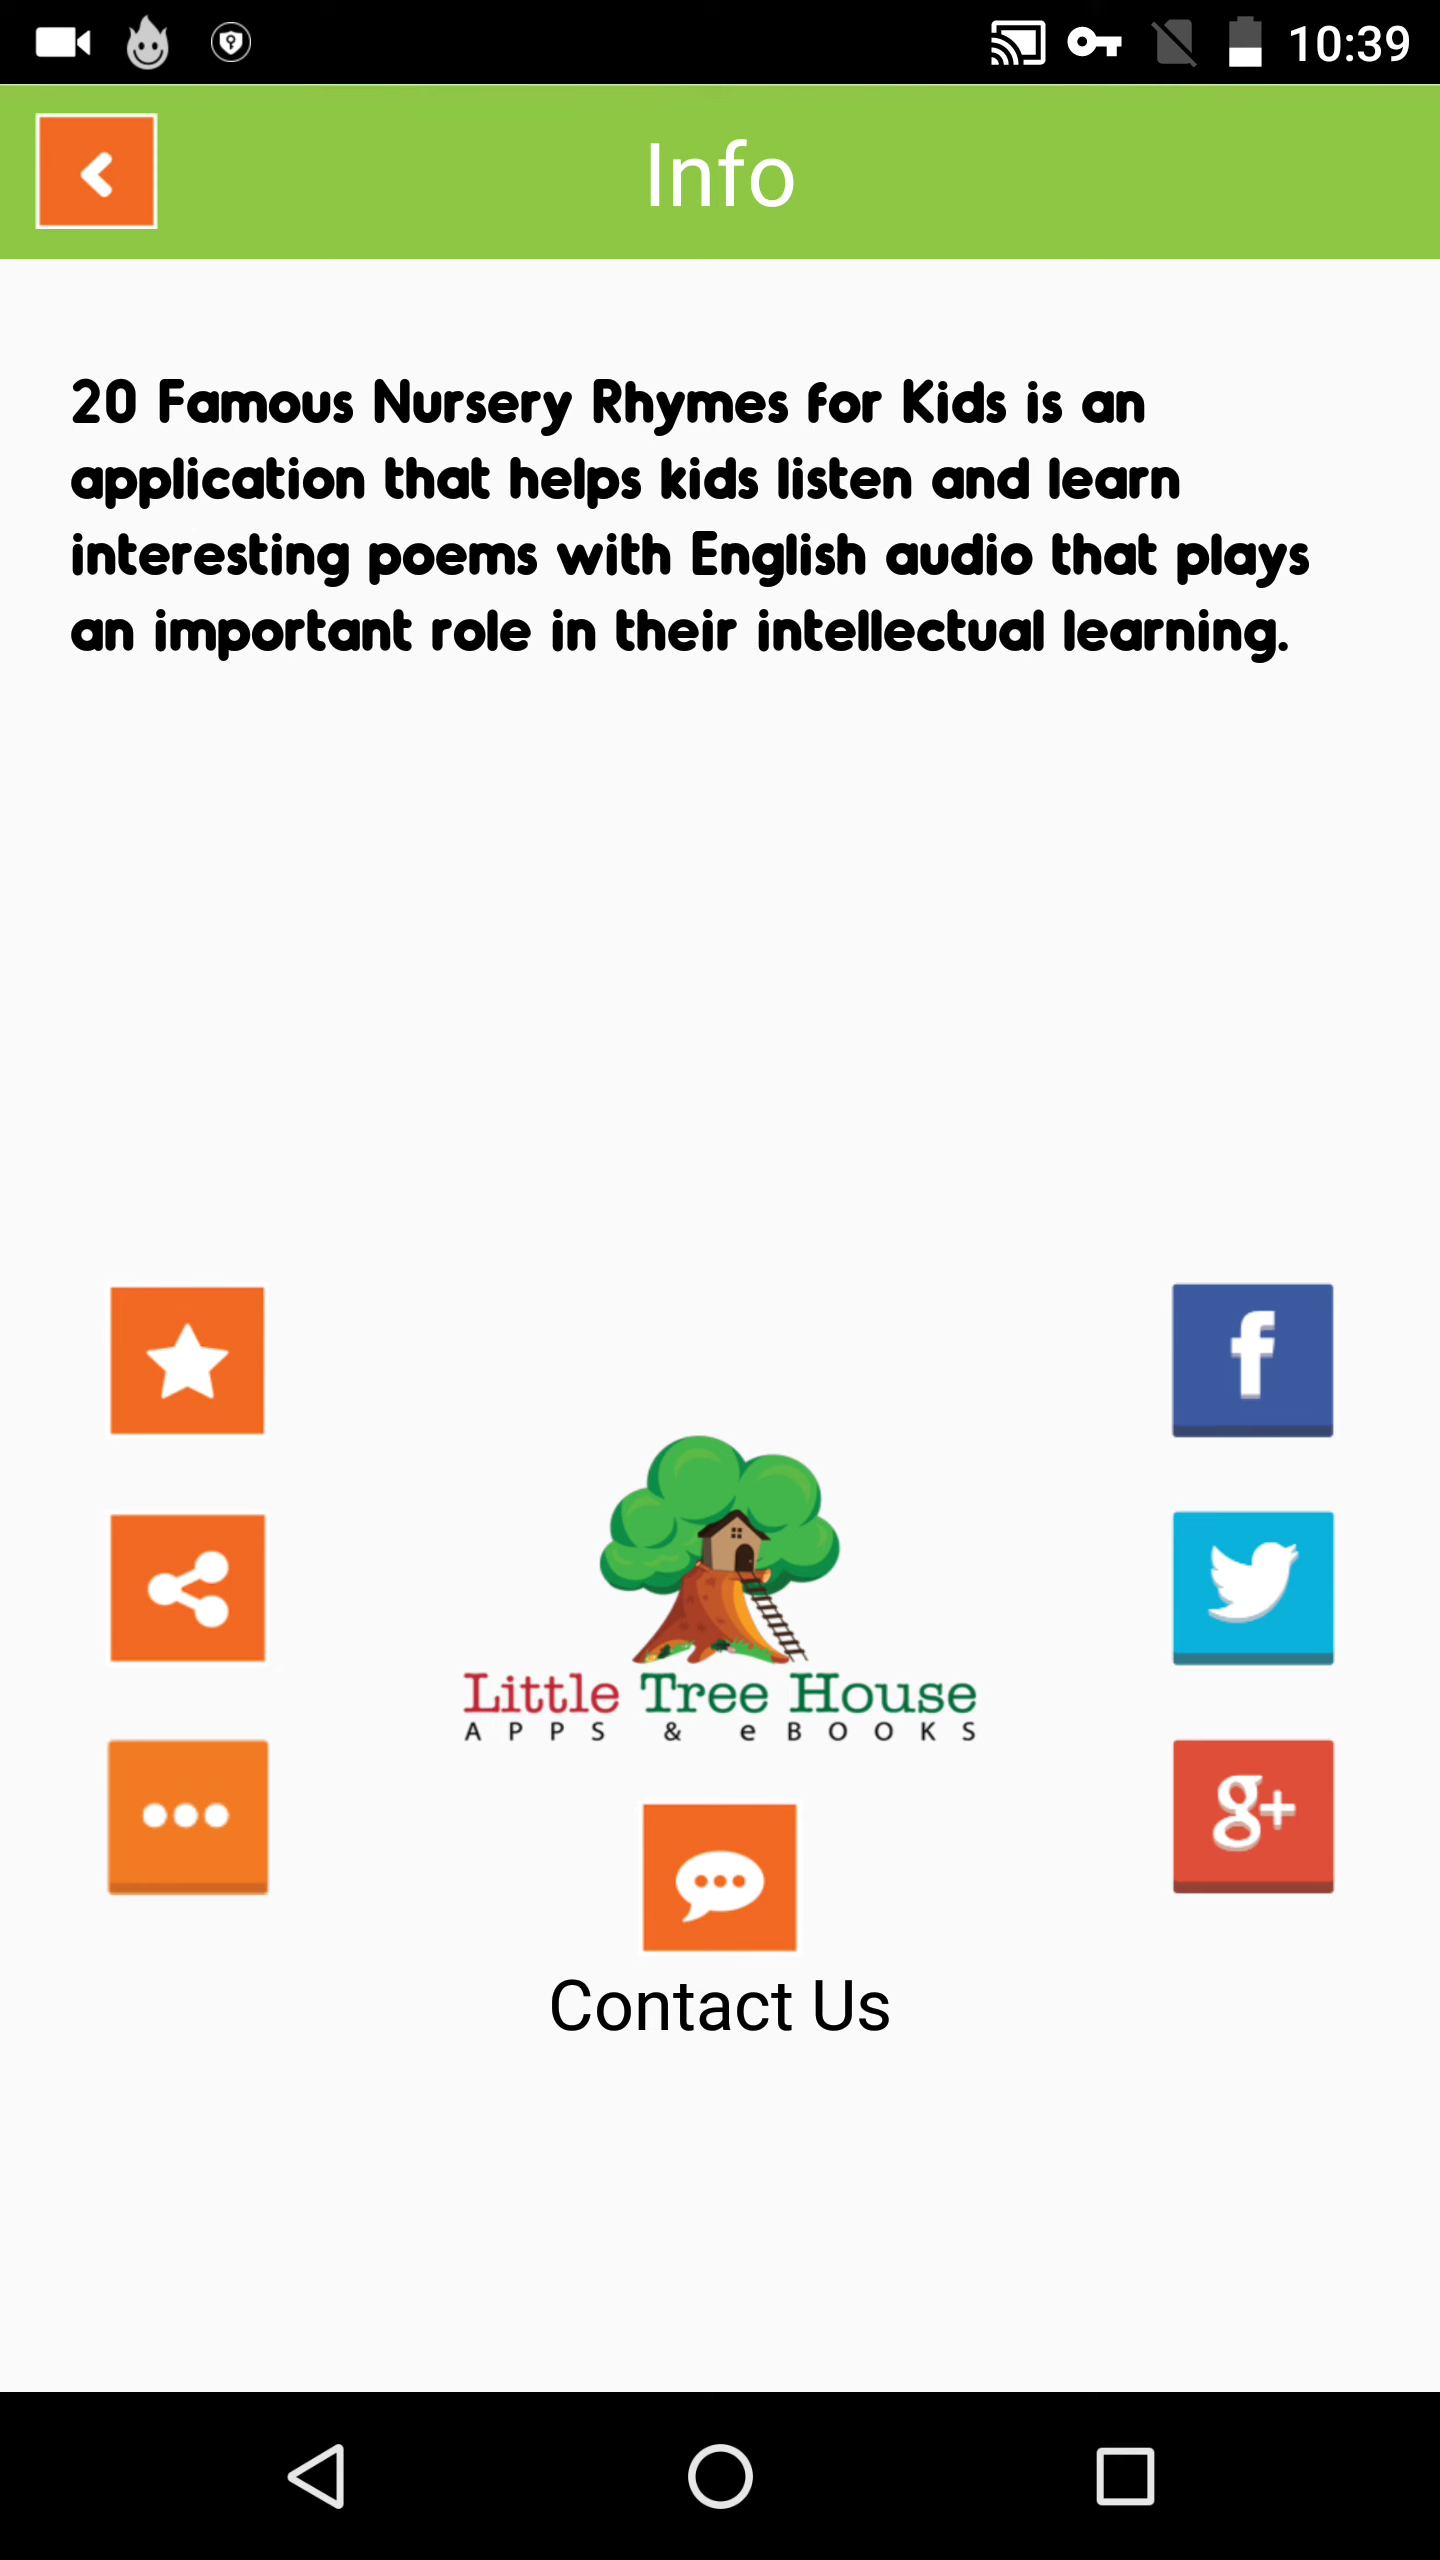 10:39
Info
20 Famous Nursery Rhymes for Kids is an
application that helps kids listen and learn
interesting poems with English audio that plays
an important role in their intellectual learning.
f
Little Tree House
APPS & eBOOKS
g+
Contact Us